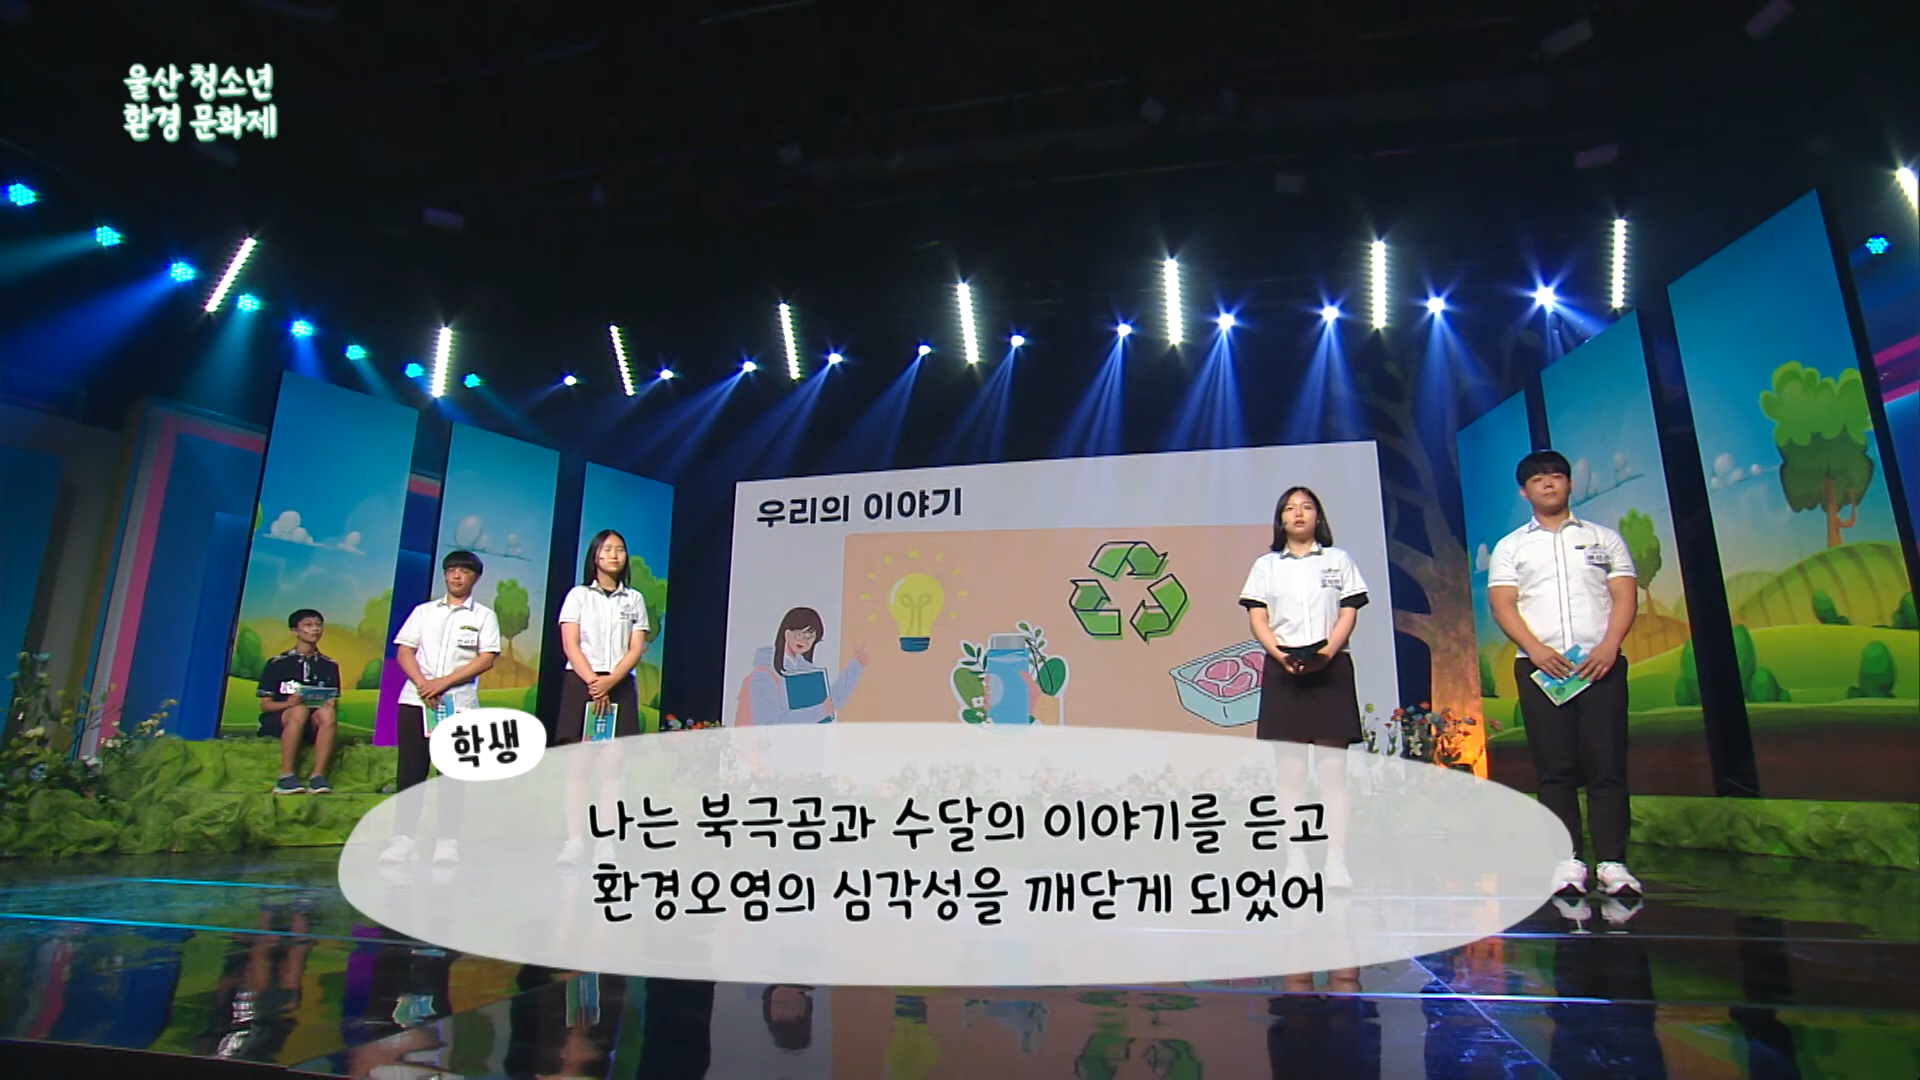 울산 청소년
환경 문화제
우리의 이야기
학생
나는 북극곰과 수달의 이야기를 듣고
환경오염의 심각성을 깨닫게 되었어